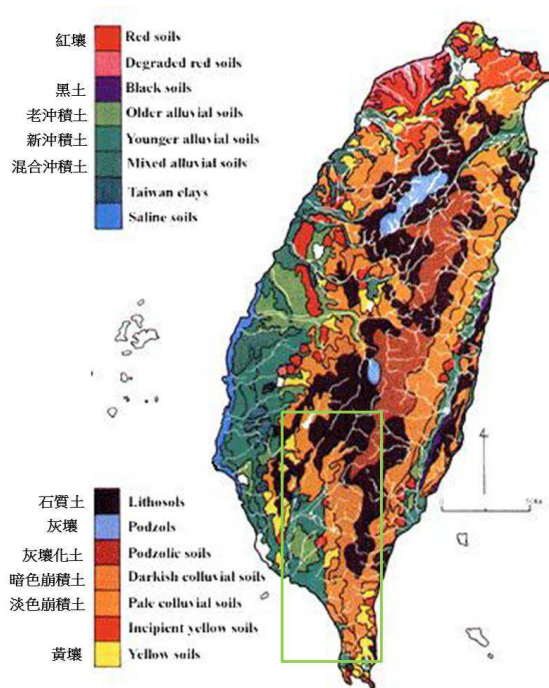 紅壤 Red soils
Degraded red soils
黑土 Black soils
老沖積土 Older alluvial soils
新沖積土 Younger alluvial soils
混合沖積土 Mixed alluvial soils
Taiwan clays
Saline soils
石質土 Lithosols
灰壤 Podzols
灰壤化土 Podzolic soils
暗色崩積土 Darkish colluvial soils
淡色崩積土 Pale colluvial soils
Incipient yellow soils
黃壤 Yellow soils
0